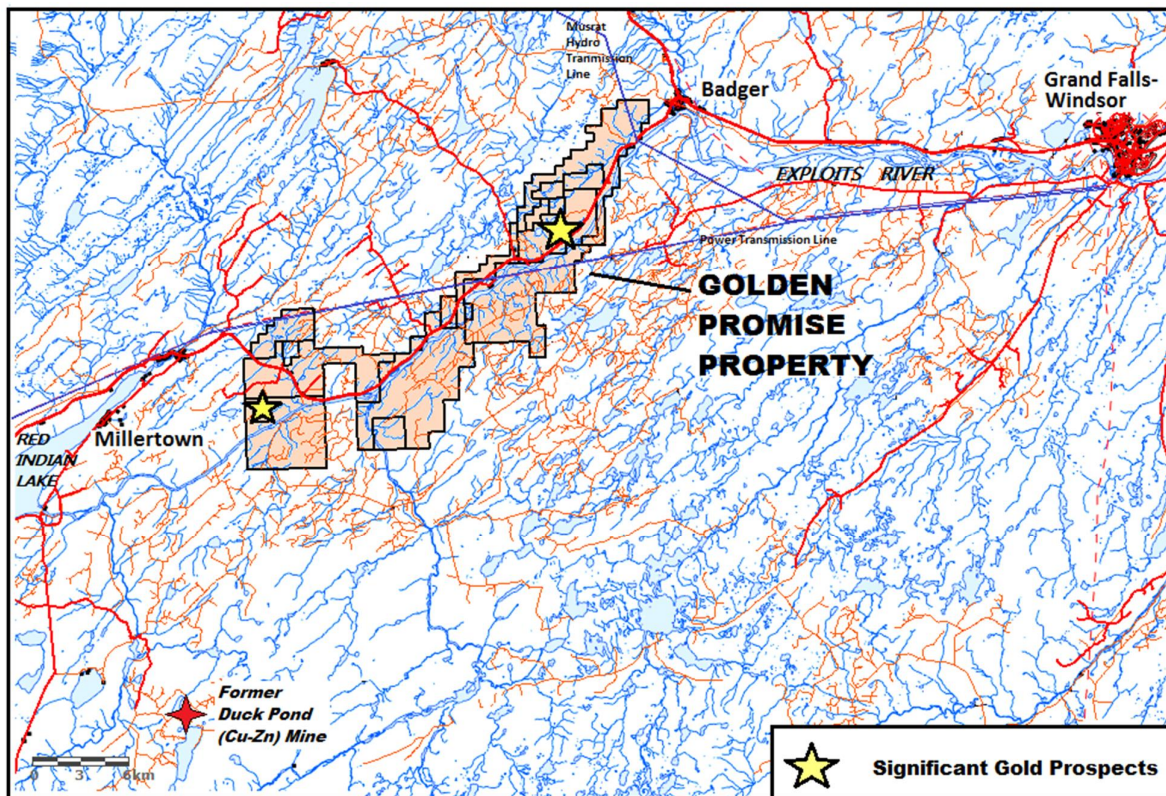 Musrat
Hydro
Tranmission
Line
Badger
Grand Falls-
Windsor
EXPLOITS RIVER
Power Transmission Line
GOLDEN
PROMISE
PROPERTY
Millertown
RED
INDIAN
LAKE
Former
Duck Pond
(Cu-Zn) Mine
0 3 6km
Significant Gold Prospects